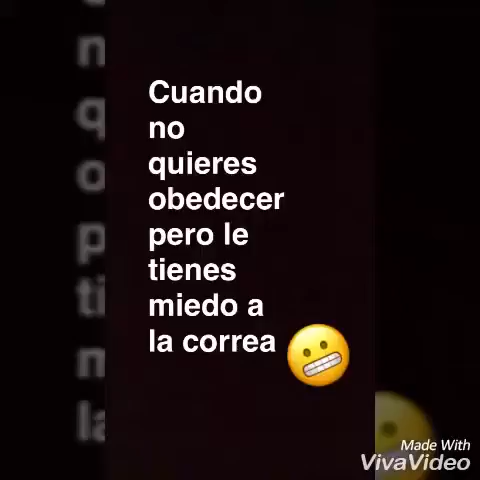 Cuando
no
quieres
obedecer
pero le
tienes
miedo a
la correa 😬
Made With
VivaVideo